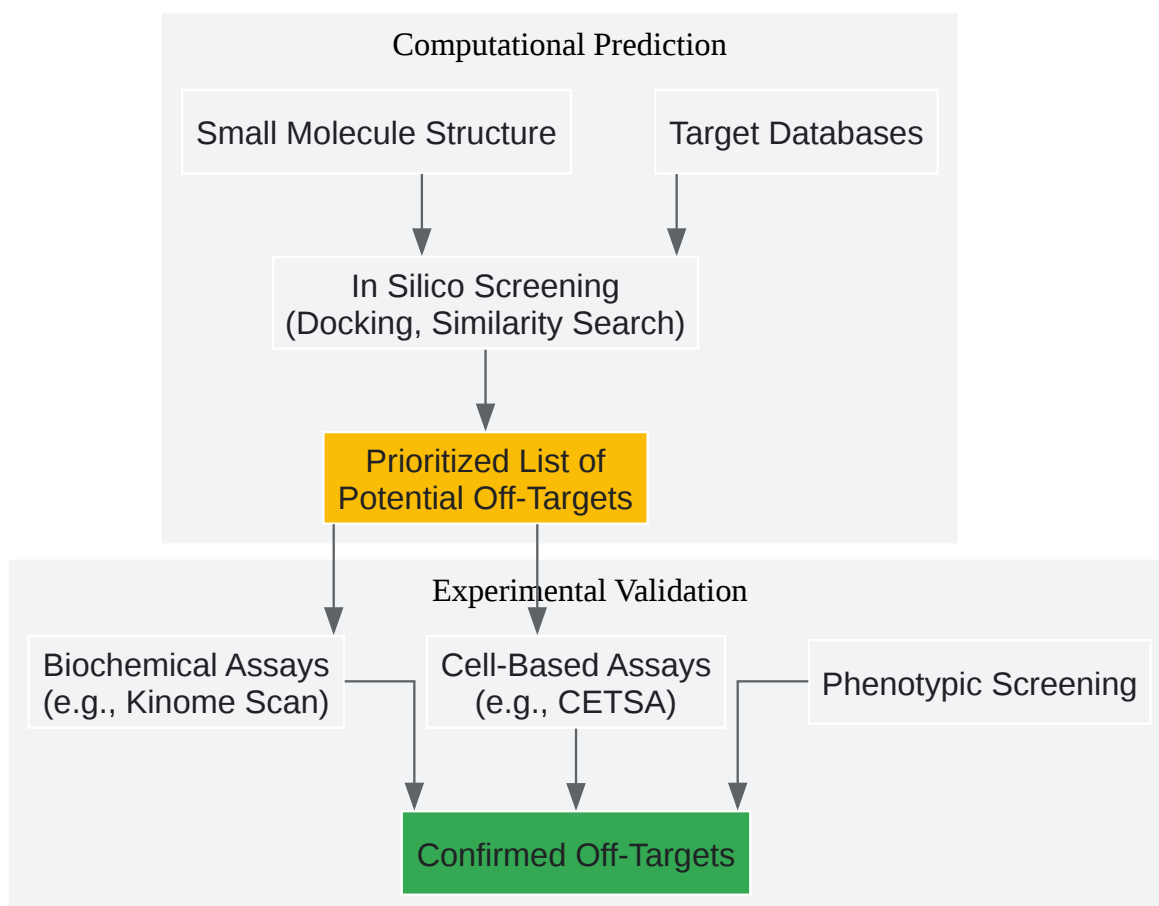 Computational Prediction
Small Molecule Structure
Target Databases
In Silico Screening
(Docking, Similarity Search)
Prioritized List of
Potential Off-Targets
Experimental Validation
Biochemical Assays
(e.g., Kinome Scan)
Cell-Based Assays
(e.g., CETSA)
Phenotypic Screening
Confirmed Off-Targets